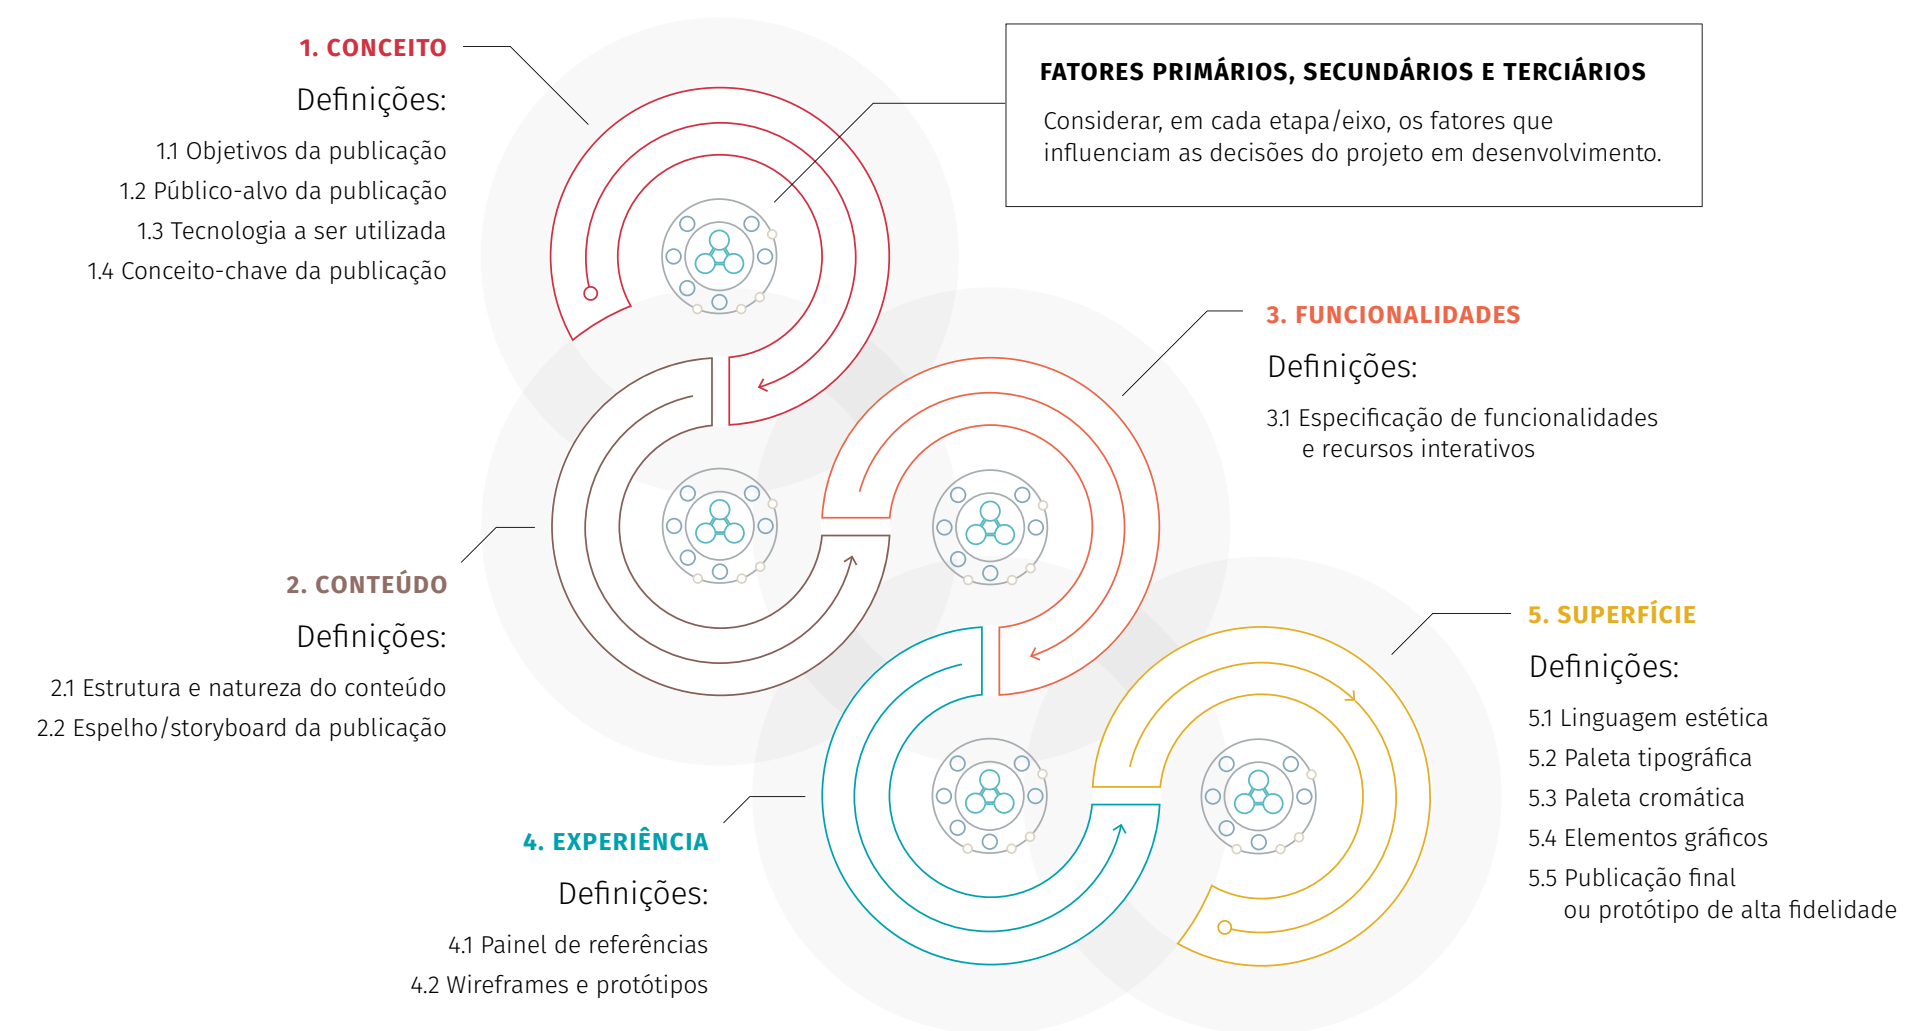 1. CONCEITO
Definições:
1.1 Objetivos da publicação
1.2 Público-alvo da publicação
1.3 Tecnologia a ser utilizada
1.4 Conceito-chave da publicação
FATORES PRIMÁRIOS, SECUNDÁRIOS E TERCIÁRIOS
Considerar, em cada etapa/eixo, os fatores que
influenciam as decisões do projeto em desenvolvimento.
2. CONTEÚDO
Definições:
2.1 Estrutura e natureza do conteúdo
2.2 Espelho/storyboard da publicação
3. FUNCIONALIDADES
Definições:
3.1 Especificação de funcionalidades
e recursos interativos
4. EXPERIÊNCIA
Definições:
4.1 Painel de referências
4.2 Wireframes e protótipos
5. SUPERFÍCIE
Definições:
5.1 Linguagem estética
5.2 Paleta tipográfica
5.3 Paleta cromática
5.4 Elementos gráficos
5.5 Publicação final
ou protótipo de alta fidelidade